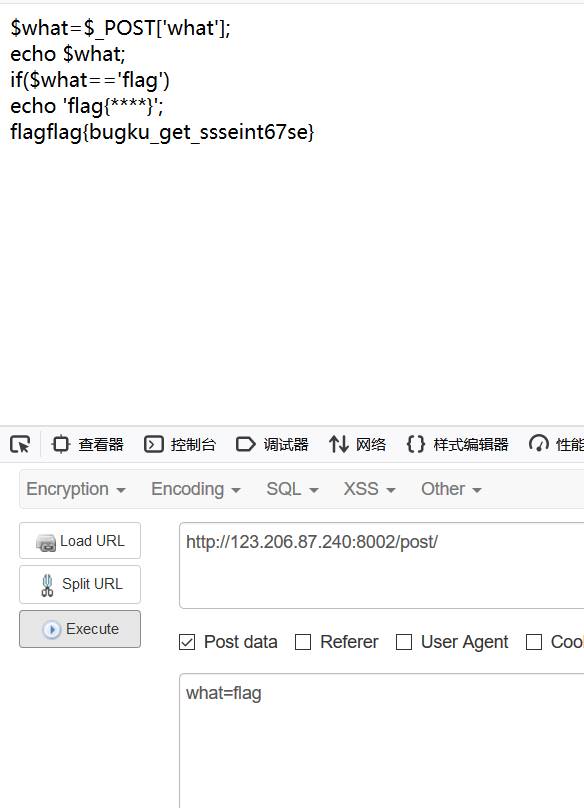 $what=$_POST['what'];
echo $what;
if($what=='flag')
echo 'flag{****}';
flagflag{bugku_get_ssseint67se}
查看器 控制台 调试器 网络 样式编辑器 性能
Encryption Encoding SQL XSS Other
Load URL http://123.206.87.240:8002/post/
Split URL
Execute
Post data Referer User Agent Cool
what=flag